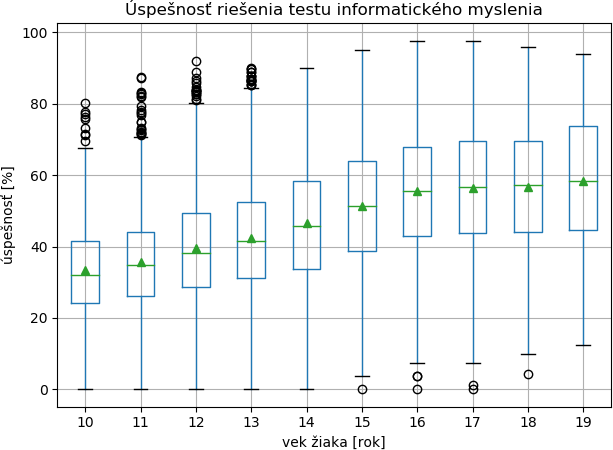 Úspešnosť riešenia testu informatického myslenia
úspešnosť [%]
100
80
60
40
20
0
10 11 12 13 14 15 16 17 18 19
vek žiaka [rok]